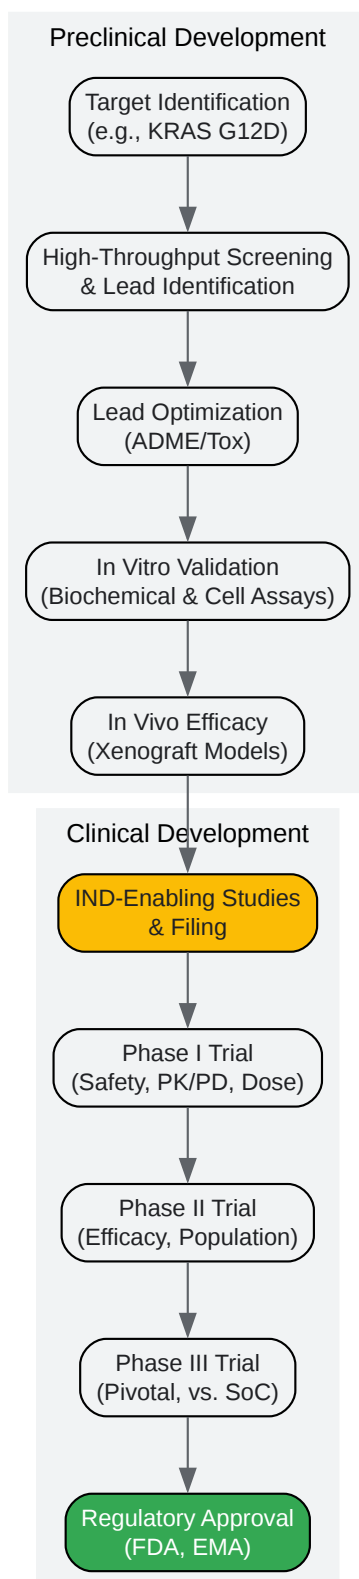 Preclinical Development
Target Identification
(e.g., KRAS G12D)
High-Throughput Screening
& Lead Identification
Lead Optimization
(ADME/Tox)
In Vitro Validation
(Biochemical & Cell Assays)
In Vivo Efficacy
(Xenograft Models)
Clinical Development
IND-Enabling Studies
& Filing
Phase I Trial
(Safety, PK/PD, Dose)
Phase II Trial
(Efficacy, Population)
Phase III Trial
(Pivotal, vs. SoC)
Regulatory Approval
(FDA, EMA)